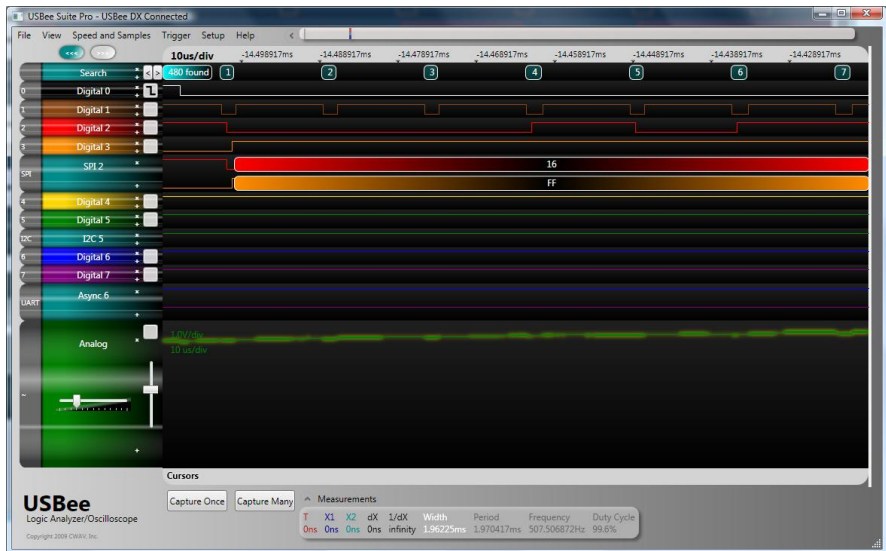 USBee Suite Pro - USBee DX Connected
File View Speed and Samples Trigger Setup Help <
<<< ...
10us/div -14.498917ms -14.488917ms -14.478917ms -14.468917ms -14.458917ms -14.448917ms -14.438917ms -14.428917ms
Search < > 480 found 1 2 3 4 5 6 7
0 Digital 0
1 Digital 1
2 Digital 2
3 Digital 3
SPI SPI 2 16
FF
4 Digital 4
5 Digital 5
I2C I2C 5
6 Digital 6
7 Digital 7
UART Async 6
Analog 1.0V/div
10 us/div
~
Cursors
USBee
Logic Analyzer/Oscilloscope
Copyright 2009 CWAV, Inc.
Capture Once Capture Many Measurements
T X1 X2 dX 1/dX Width Period Frequency Duty Cycle
0ns 0ns 0ns 0ns infinity 1.96225ms 1.970417ms 507.506872Hz 99.6%